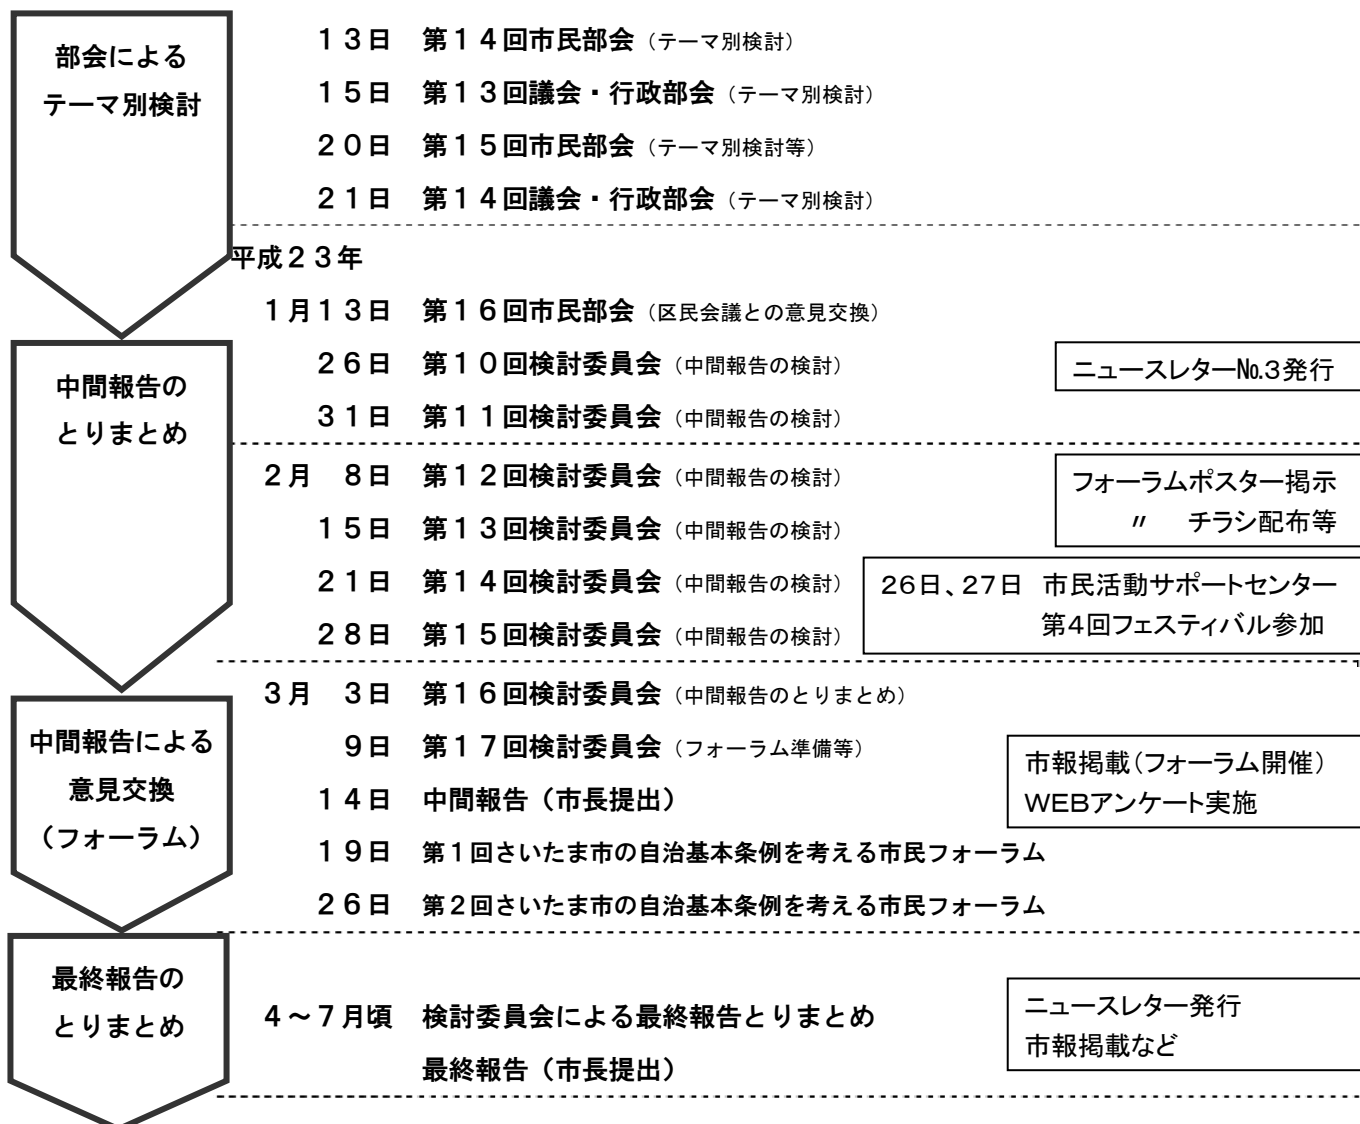 部会による
テーマ別検討
１３日　第１４回市民部会（テーマ別検討）
１５日　第１３回議会・行政部会（テーマ別検討）
２０日　第１５回市民部会（テーマ別検討等）
２１日　第１４回議会・行政部会（テーマ別検討）
平成２３年
１月１３日　第１６回市民部会（区民会議との意見交換）
中間報告の
とりまとめ
２６日　第１０回検討委員会（中間報告の検討）
ニュースレター№3発行
３１日　第１１回検討委員会（中間報告の検討）
２月　８日　第１２回検討委員会（中間報告の検討）
フォーラムポスター掲示
〃　チラシ配布等
１５日　第１３回検討委員会（中間報告の検討）
２１日　第１４回検討委員会（中間報告の検討）
26日、27日　市民活動サポートセンター
第4回フェスティバル参加
２８日　第１５回検討委員会（中間報告の検討）
３月　３日　第１６回検討委員会（中間報告のとりまとめ）
中間報告による
意見交換
（フォーラム）
９日　第１７回検討委員会（フォーラム準備等）
市報掲載（フォーラム開催）
WEBアンケート実施
１４日　中間報告（市長提出）
１９日　第１回さいたま市の自治基本条例を考える市民フォーラム
２６日　第２回さいたま市の自治基本条例を考える市民フォーラム
最終報告の
とりまとめ
４～７月頃　検討委員会による最終報告とりまとめ
最終報告（市長提出）
ニュースレター発行
市報掲載など